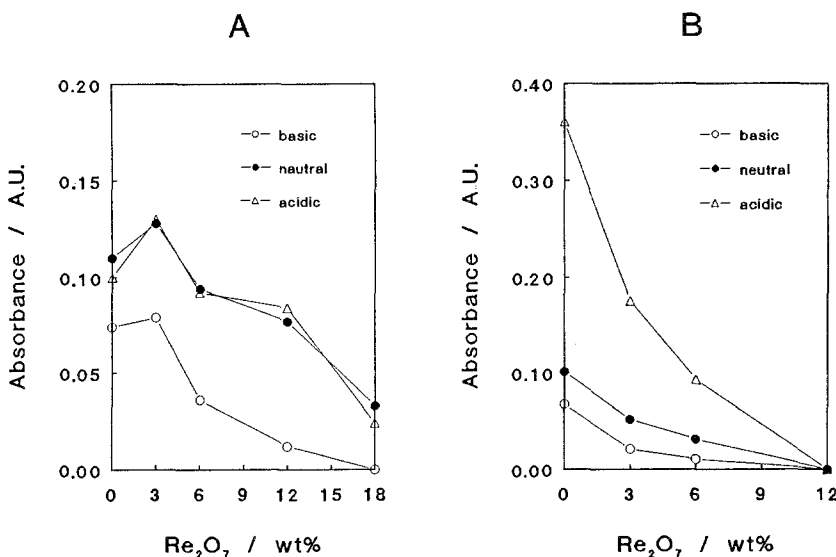 A
Absorbance / A.U.
0.20
0.15
0.10
0.05
0.00
basic
nautral
acidic
0 3 6 9 12 18
Re₂O₇ / wt%
B
Absorbance / A.U.
0.40
0.30
0.20
0.10
0.00
basic
neutral
acidic
0 3 6 9 12
Re₂O₇ / wt%